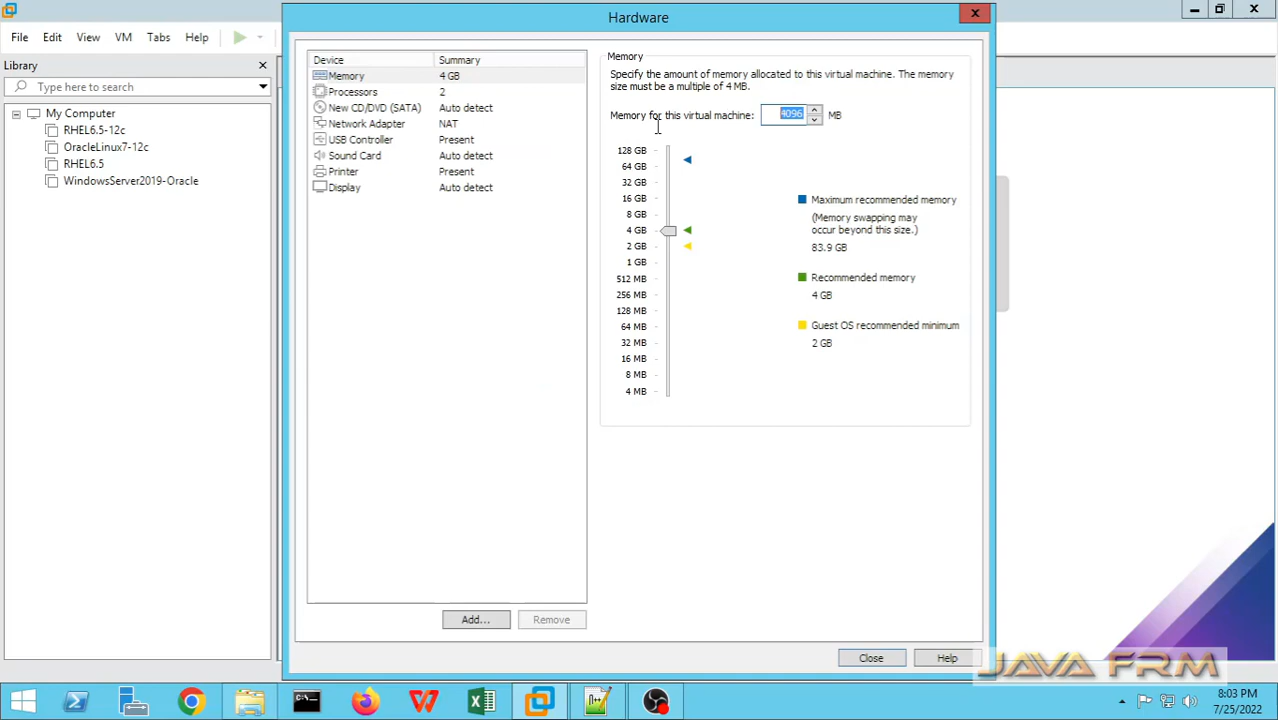 Hardware
File Edit View VM Tabs Help
Library
Type here to search
My Computer
RHEL6.5-12c
OracleLinux7-12c
RHEL6.5
WindowsServer2019-Oracle
Device Summary
Memory 4 GB
Processors 2
New CD/DVD (SATA) Auto detect
Network Adapter NAT
USB Controller Present
Sound Card Auto detect
Printer Present
Display Auto detect
Add... Remove
Memory
Specify the amount of memory allocated to this virtual machine. The memory
size must be a multiple of 4 MB.
Memory for this virtual machine: 4096 MB
128 GB
64 GB
32 GB
16 GB
8 GB
4 GB
2 GB
1 GB
512 MB
256 MB
128 MB
64 MB
32 MB
16 MB
8 MB
4 MB
Maximum recommended memory
(Memory swapping may
occur beyond this size.)
83.9 GB
Recommended memory
4 GB
Guest OS recommended minimum
2 GB
Close Help
JAVA FRM
8:03 PM
7/25/2022